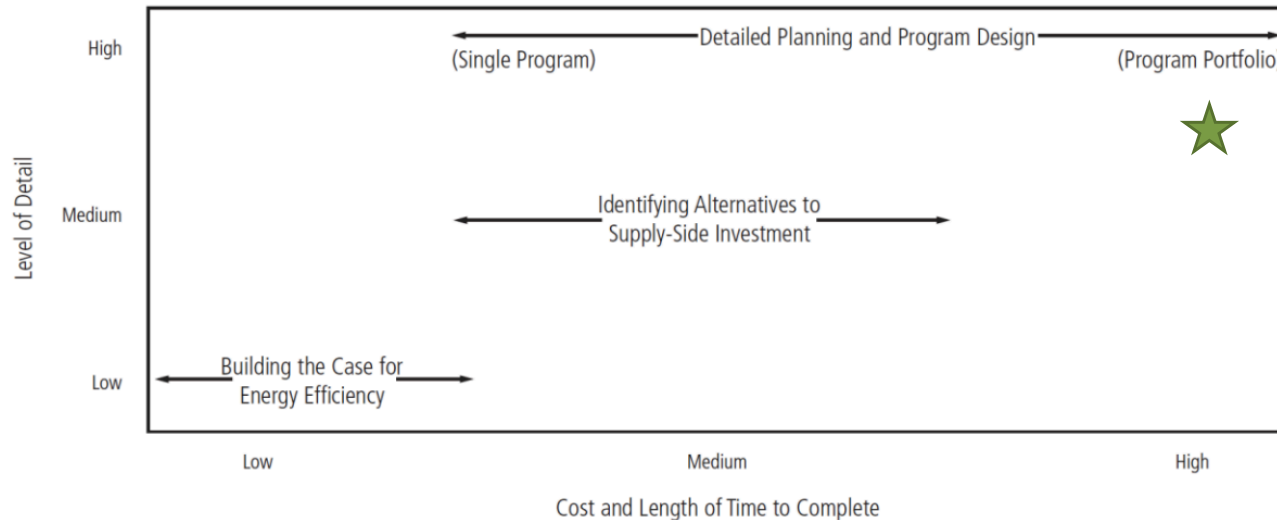 High
Detailed Planning and Program Design
(Single Program)
(Program Portfolio)
Level of Detail
Medium
Identifying Alternatives to
Supply-Side Investment
Low
Building the Case for
Energy Efficiency
Low
Medium
High
Cost and Length of Time to Complete